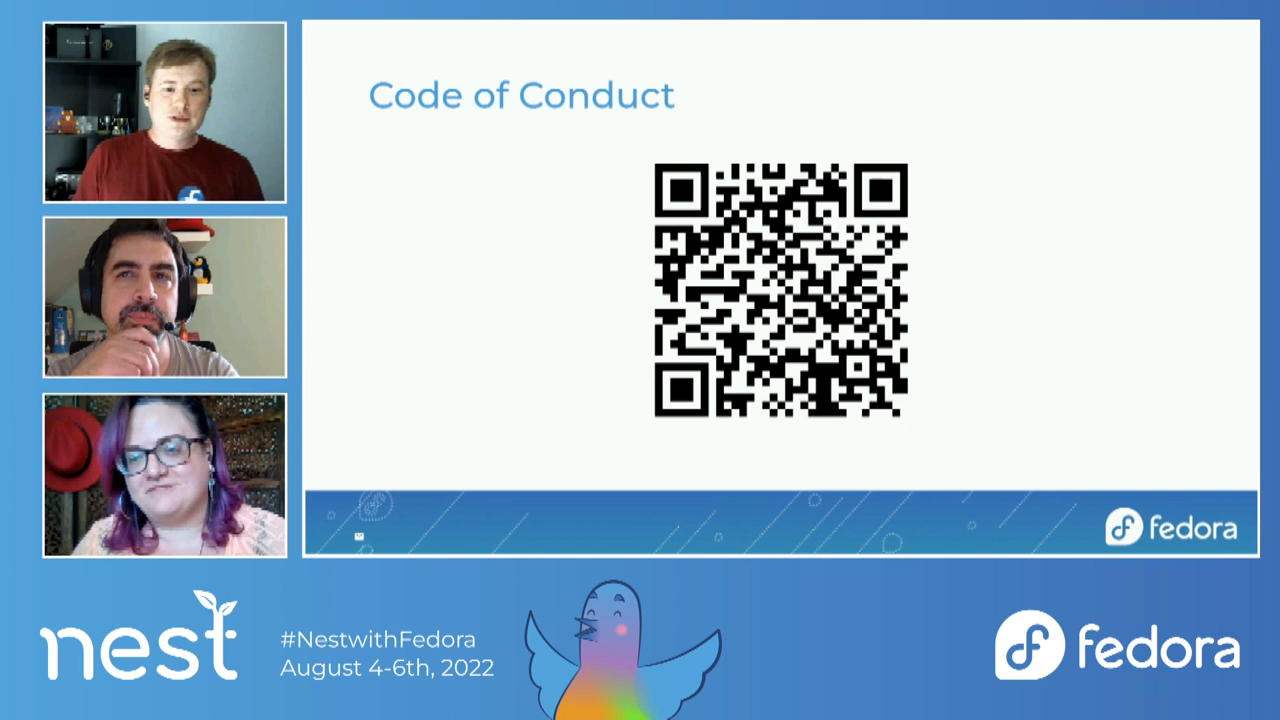 Code of Conduct
fedora
nest
#NestwithFedora
August 4-6th, 2022
fedora